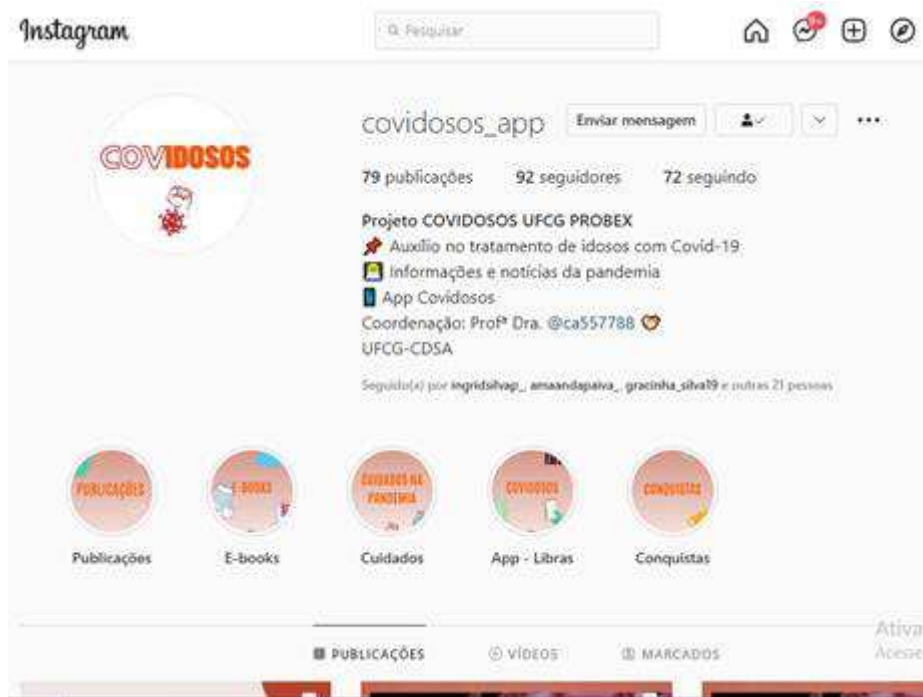 Instagram
Pesquisar
9+
COVIDOSOS
covidosos_app Enviar mensagem
79 publicações 92 seguidores 72 seguindo
Projeto COVIDOSOS UFCG PROBEX
Auxílio no tratamento de idosos com Covid-19
Informações e notícias da pandemia
App Covidosos
Coordenação: Profª Dra. @ca557788
UFCG-CDSA
Seguido(a) por ingridsilvap_, amaandapaiva_, gracinha_silva19 e outras 21 pessoas
PUBLICAÇÕES E-BOOKS CUIDADOS NA COVIDOSOS CONQUISTAS
PANDEMIA
Publicações E-books Cuidados App - Libras Conquistas
Ativa
PUBLICAÇÕES VÍDEOS MARCADOS Acesse